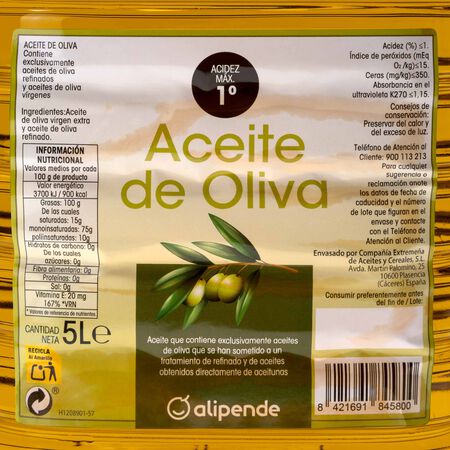 ACEITE DE OLIVA
Contiene
exclusivamente
aceites de oliva
refinados
y aceites de oliva
vírgenes
Ingredientes:Aceite
de oliva virgen extra
y aceite de oliva
refinado.
INFORMACIÓN
NUTRICIONAL
Valores medios por cada
100 g de producto
Valor energético
3700 kJ / 900 kcal
Grasas: 100g
De las cuales
saturadas: 15g
monoinsaturadas: 75g
poliinsaturados: 10g
Hidratos de carbono: 0g
De los cuales
azúcares: 0g
Fibra alimentaria: 0g
Proteínas: 0g
Sal: 0g
Vitamina E: 20 mg
167% *VRN
*Valores de referencia de nutrientes
CANTIDAD
NETA 5L e
RECICLA
Al Amarillo
H1208901-57
ACIDEZ
MÁX.
1º
Aceite
de Oliva
Aceite que contiene exclusivamente aceites
de oliva que se han sometido a un
tratamiento de refinado y de aceites
obtenidos directamente de aceitunas
alipende
Acidez (%) ≤1.
Índice de peróxidos (mEq
O₂ /kg)≤15.
Ceras (mg/kg)≤350.
Absorbancia en el
ultravioleta K270 ≤1,15.
Consejos de
conservación:
Preservar del calor y
del exceso de luz.
Teléfono de Atención al
Cliente: 900 113 213
Para cualquier
sugerencia o
reclamación anote
los datos de fecha de
caducidad y el número
de lote que figuran en el
envase y contacte
con el Teléfono de
Atención al Cliente.
Envasado por Compañía Extremeña
de Aceites y Cereales, S.L.
Avda. Martín Palomino, 25
10600 Plasencia
(Cáceres) España
Consumir preferentemente antes
del fin de / Lote:
8 421691 845800